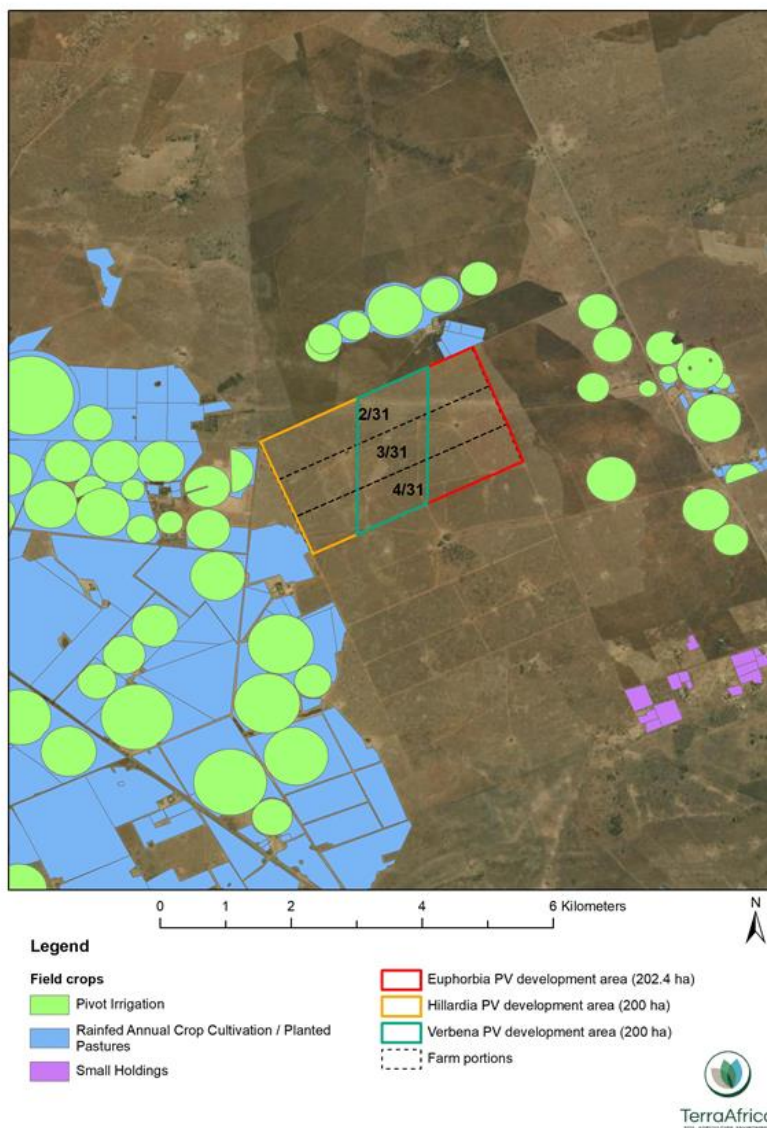 2/31
3/31
4/31
0 1 2 4 6 Kilometers
N
Legend
Field crops
Pivot Irrigation
Rainfed Annual Crop Cultivation / Planted
Pastures
Small Holdings
Euphorbia PV development area (202.4 ha)
Hillardia PV development area (200 ha)
Verbena PV development area (200 ha)
Farm portions
TerraAfrica